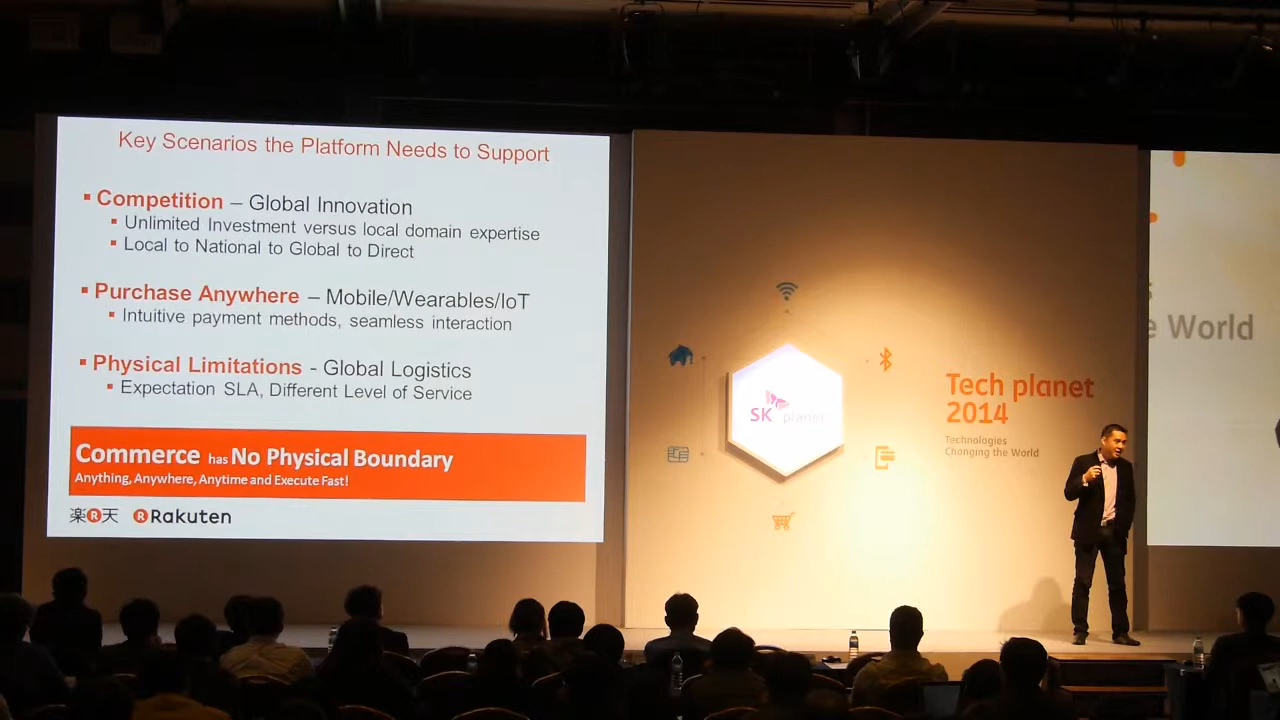 Key Scenarios the Platform Needs to Support
Competition – Global Innovation
Unlimited Investment versus local domain expertise
Local to National to Global to Direct
Purchase Anywhere – Mobile/Wearables/IoT
Intuitive payment methods, seamless interaction
Physical Limitations - Global Logistics
Expectation SLA, Different Level of Service
Commerce has No Physical Boundary
Anything, Anywhere, Anytime and Execute Fast!
楽R天 R Rakuten
SK planet
Tech planet
2014
Technologies
Changing the World
e World